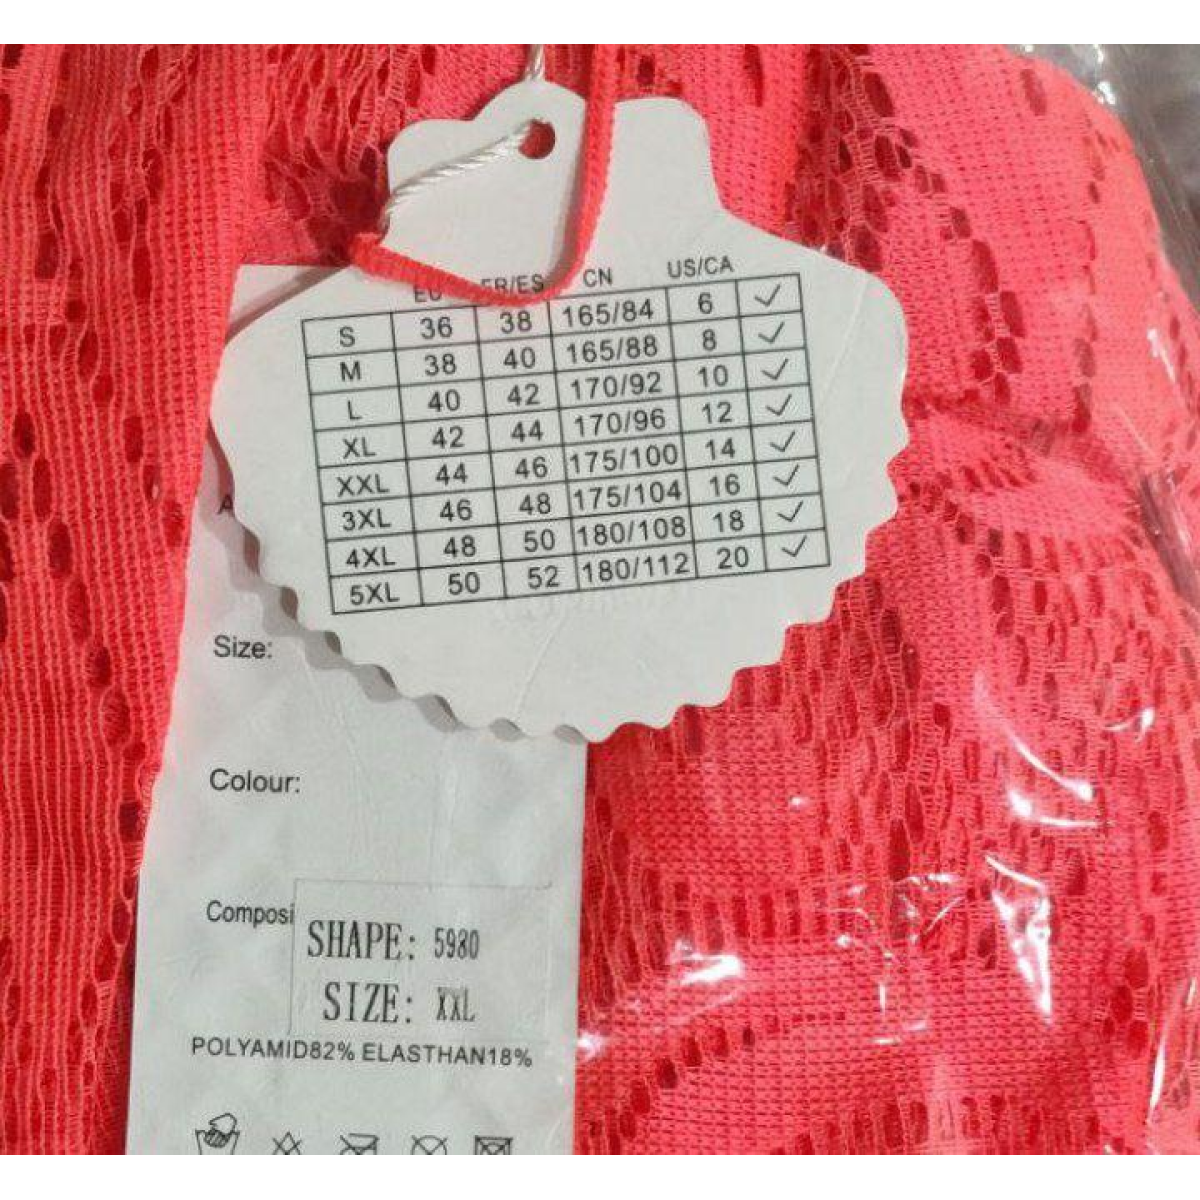 EU FR/ES CN US/CA
S 36 38 165/84 6 ✓
M 38 40 165/88 8 ✓
L 40 42 170/92 10 ✓
XL 42 44 170/96 12 ✓
XXL 44 46 175/100 14 ✓
3XL 46 48 175/104 16 ✓
4XL 48 50 180/108 18 ✓
5XL 50 52 180/112 20 ✓
Size:
Colour:
Composi
SHAPE: 5980
SIZE: XXL
POLYAMID82% ELASTHAN18%